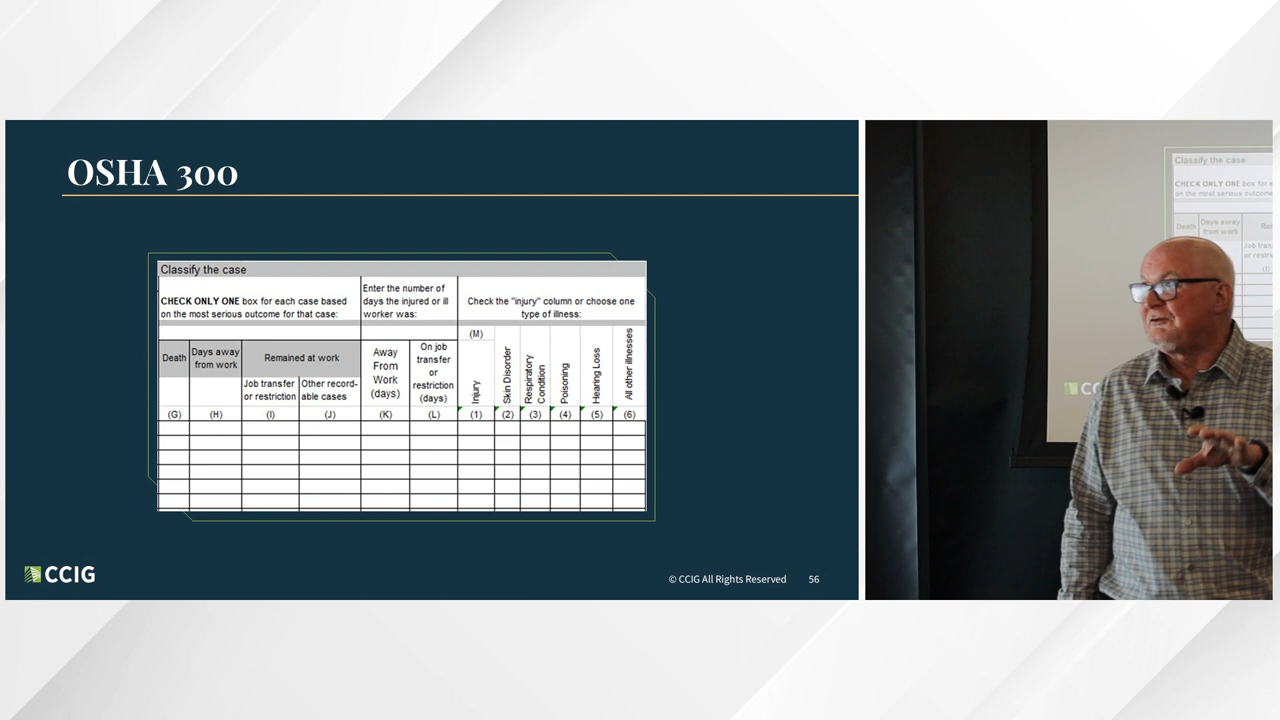 OSHA 300
Classify the case
CHECK ONLY ONE box for each case based
on the most serious outcome for that case:
Enter the number of
days the injured or ill
worker was:
Check the "injury" column or choose one
type of illness:
(M)
Death
Days away
from work
Remained at work
Job transfer
or restriction
Other record-
able cases
Away
From
Work
(days)
On job
transfer
or
restriction
(days)
Injury
Skin Disorder
Respiratory
Condition
Poisoning
Hearing Loss
All other illnesses
(G)
(H)
(I)
(J)
(K)
(L)
(1)
(2)
(3)
(4)
(5)
(6)
CCIG
© CCIG All Rights Reserved
56
Classify the case
CHECK ONLY ONE box for
on the most serious outcome
Death
Days away
from work
Job tran
or restri
(I)
CC